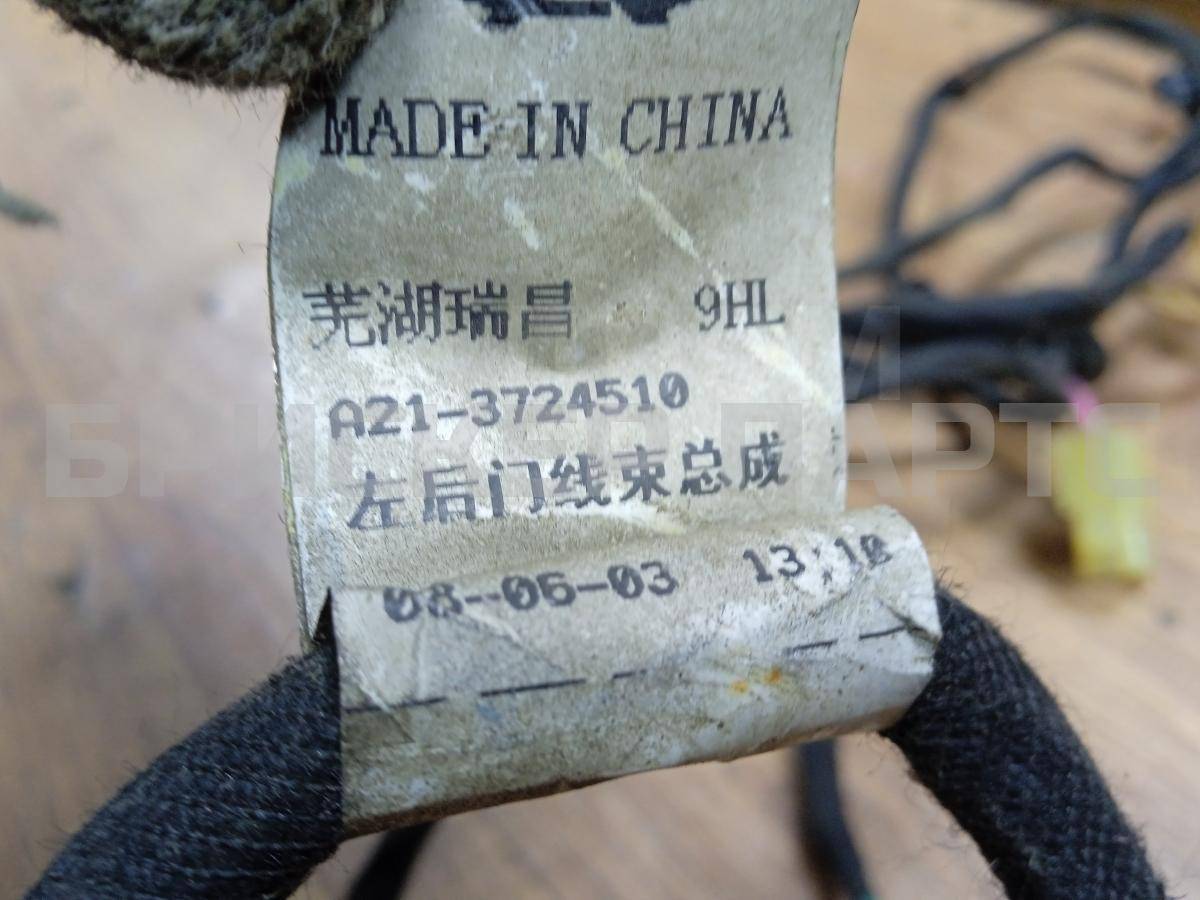 MADE IN CHINA
芜湖瑞昌 9HL
A21-3724510
左后门线束总成
08-06-03 13:18